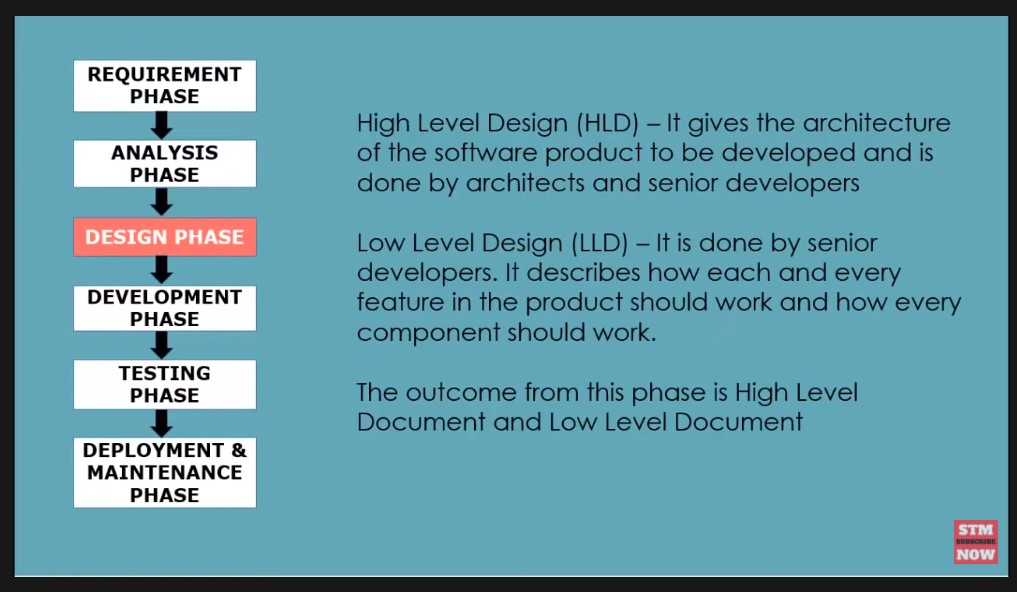 REQUIREMENT
PHASE
ANALYSIS
PHASE
DESIGN PHASE
DEVELOPMENT
PHASE
TESTING
PHASE
DEPLOYMENT &
MAINTENANCE
PHASE
High Level Design (HLD) – It gives the architecture
of the software product to be developed and is
done by architects and senior developers
Low Level Design (LLD) – It is done by senior
developers. It describes how each and every
feature in the product should work and how every
component should work.
The outcome from this phase is High Level
Document and Low Level Document
STM
SUBSCRIBE
NOW